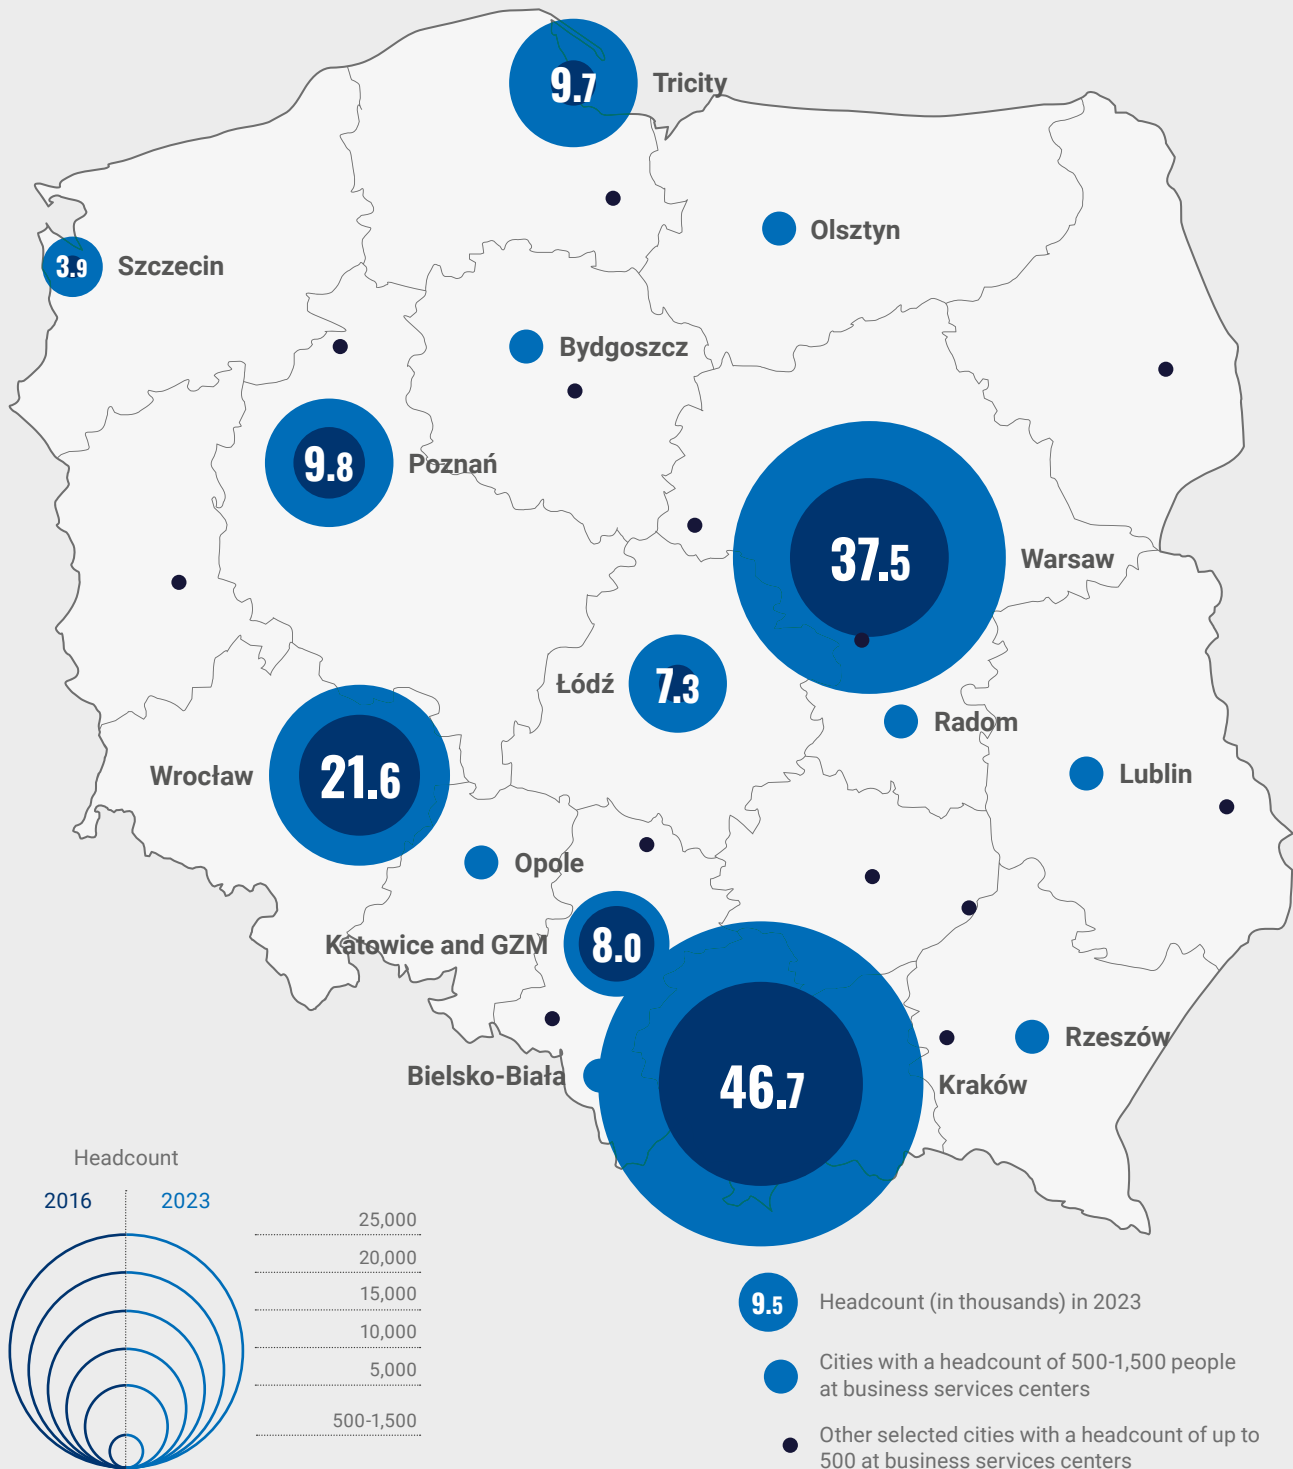 9.7
Tricity
Olsztyn
3.9
Szczecin
Bydgoszcz
9.8
Poznań
37.5
Warsaw
Łódź
7.3
Radom
Wrocław
21.6
Lublin
Opole
Katowice and GZM
8.0
Rzeszów
Bielsko-Biała
46.7
Kraków
Headcount
2016
2023
25,000
20,000
15,000
10,000
5,000
500-1,500
9.5
Headcount (in thousands) in 2023
Cities with a headcount of 500-1,500 people
at business services centers
Other selected cities with a headcount of up to
500 at business services centers